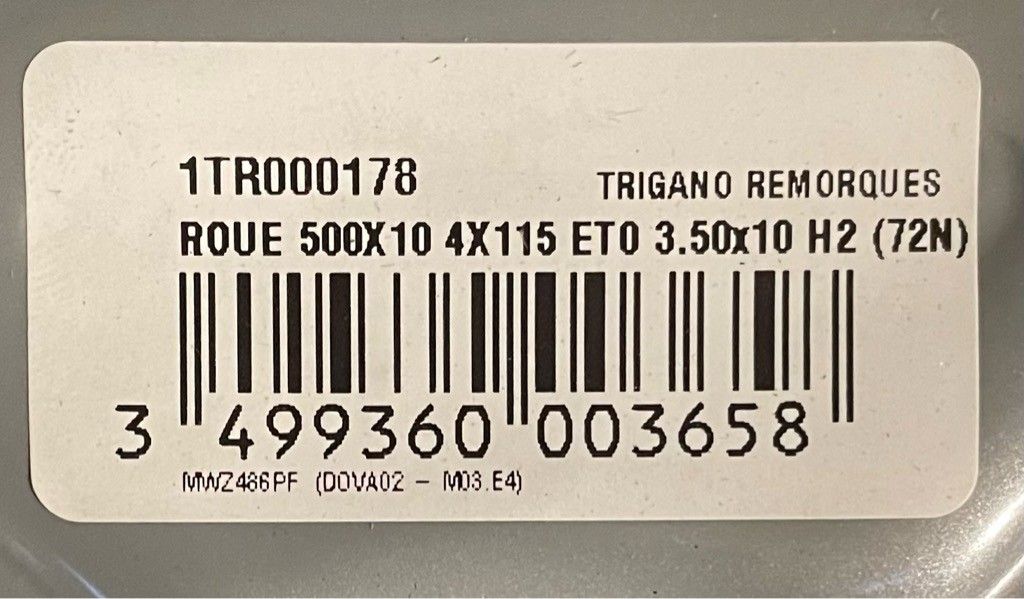 1TR000178 TRIGANO REMORQUES
ROUE 500X10 4X115 ET0 3.50x10 H2 (72N)
3 499360 003658
MWZ486PF (DOVA02 - M03.E4)